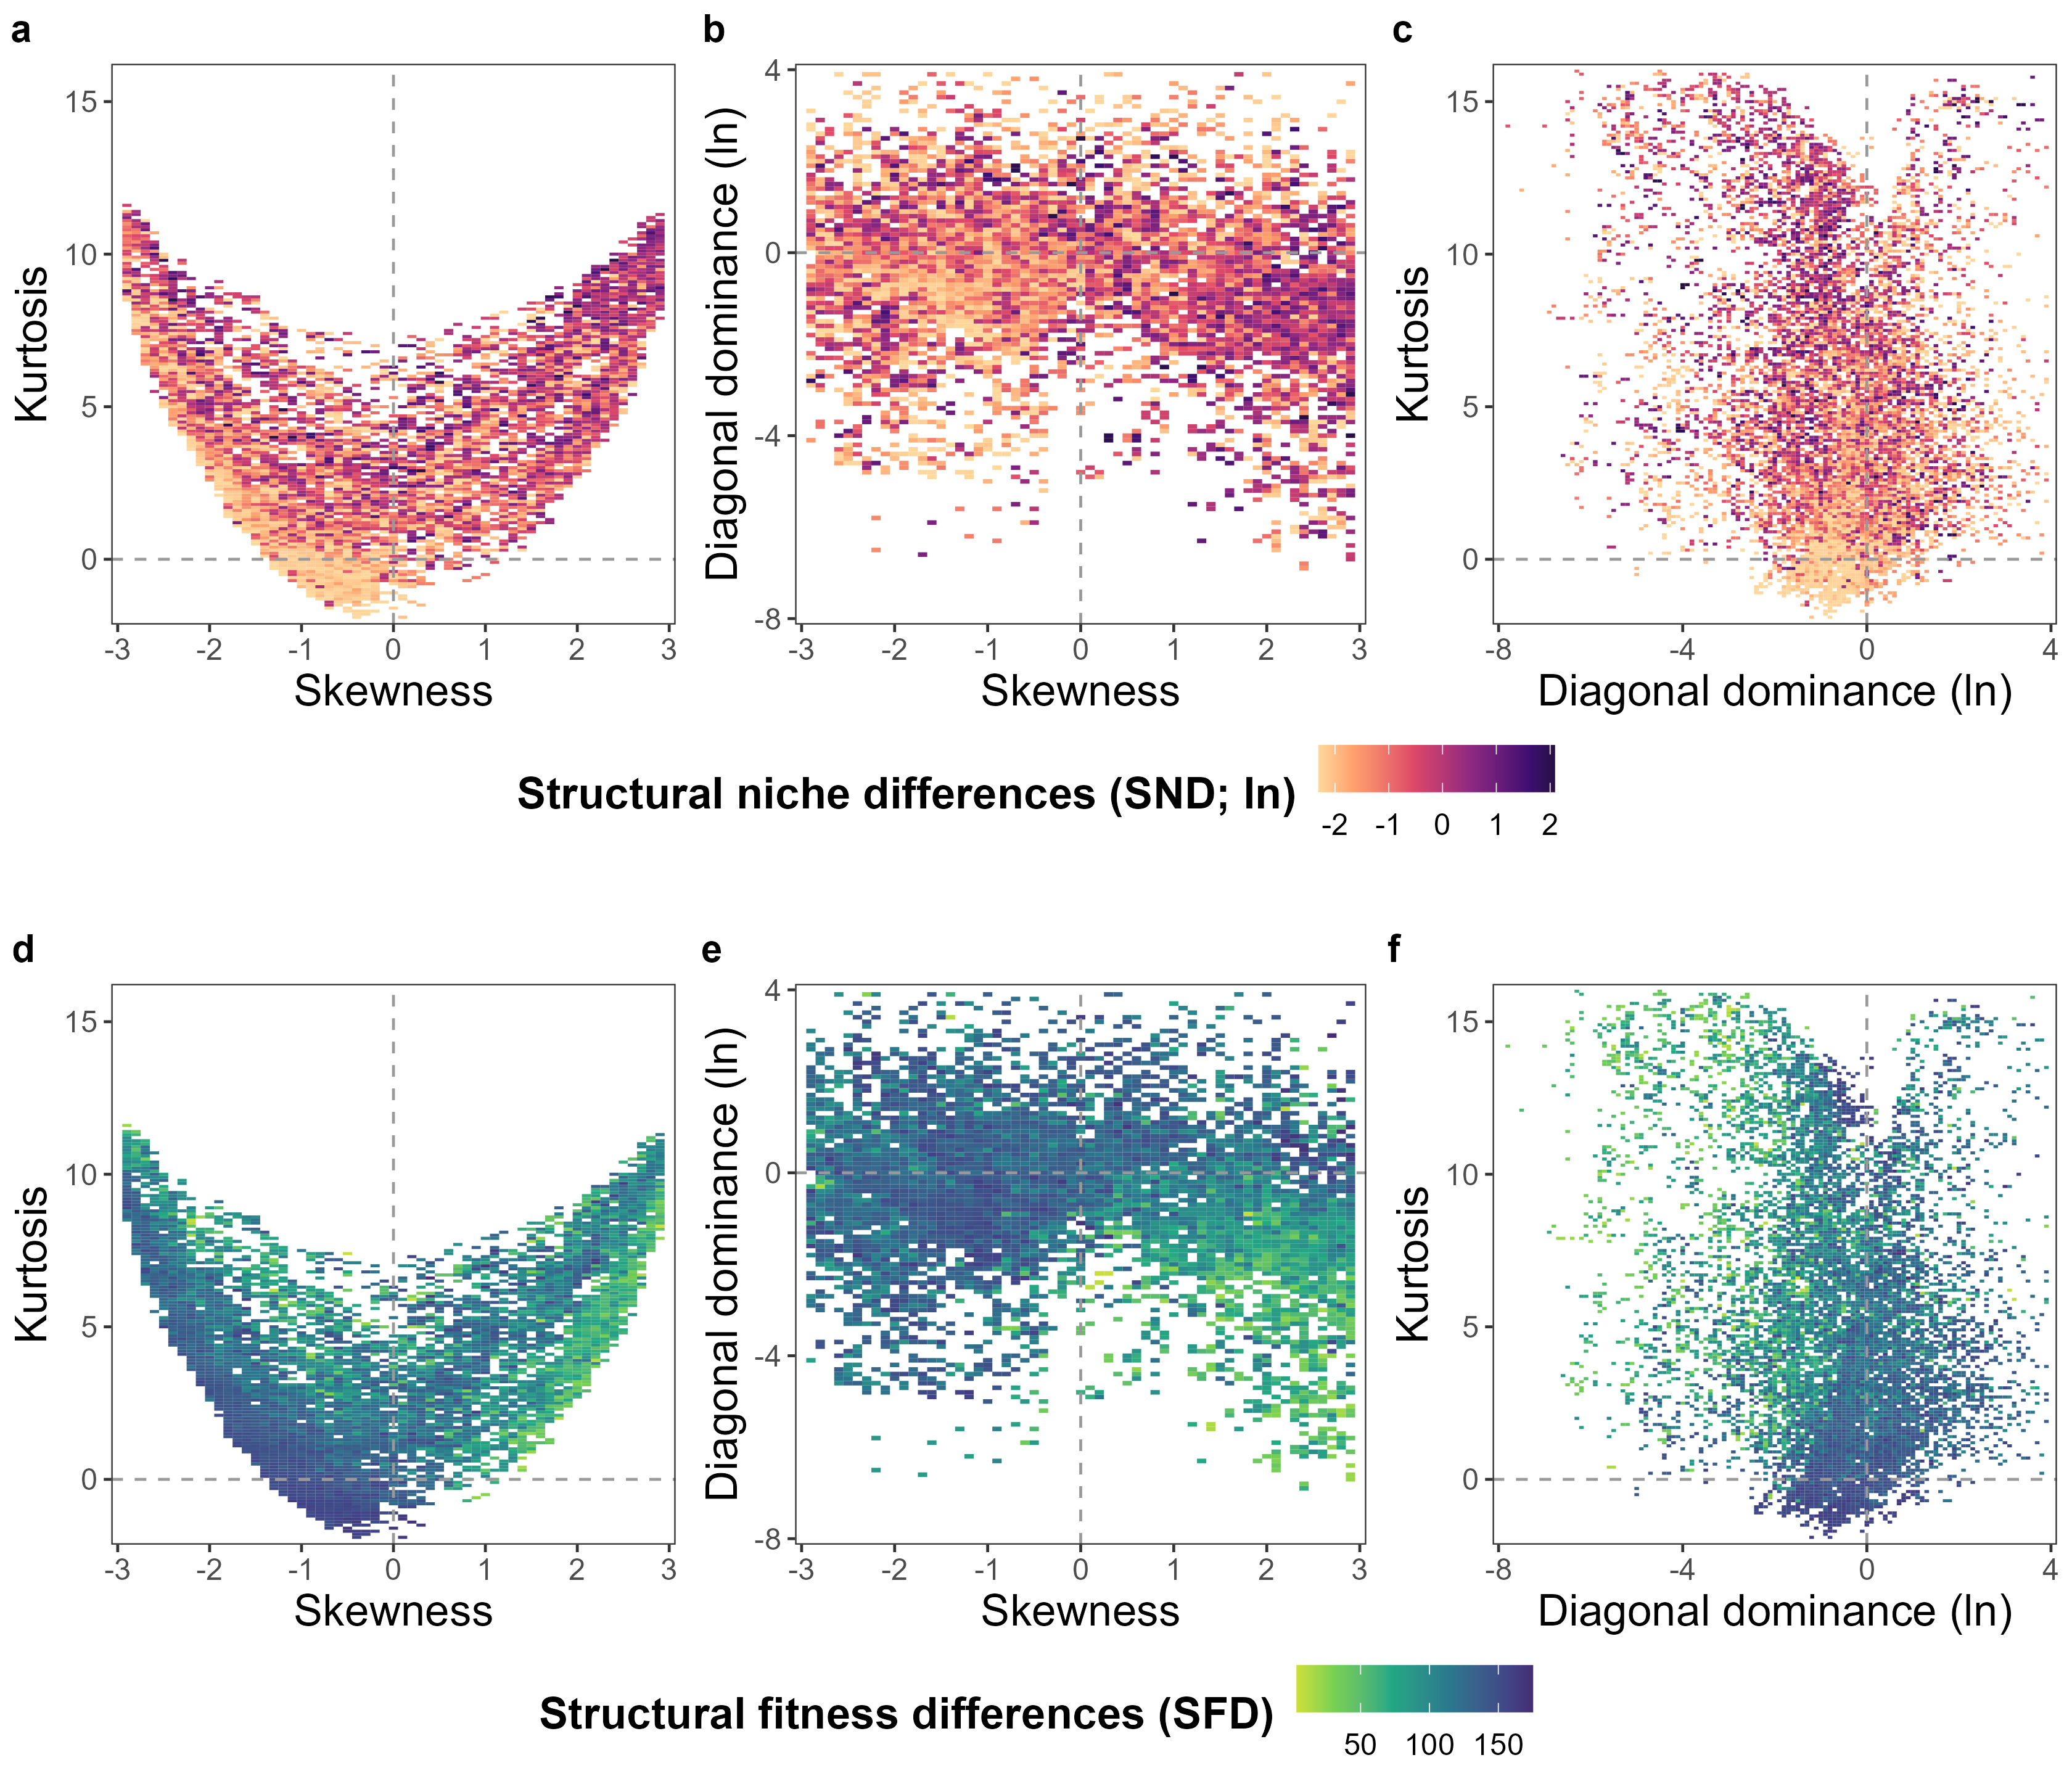 a
b
c
Kurtosis
15
10
5
0
-3 -2 -1 0 1 2 3
Skewness
Diagonal dominance (ln)
4
0
-4
-8
-3 -2 -1 0 1 2 3
Skewness
Kurtosis
15
10
5
0
-8 -4 0 4
Diagonal dominance (ln)
Structural niche differences (SND; ln)
-2 -1 0 1 2
d
e
f
Kurtosis
15
10
5
0
-3 -2 -1 0 1 2 3
Skewness
Diagonal dominance (ln)
4
0
-4
-8
-3 -2 -1 0 1 2 3
Skewness
Kurtosis
15
10
5
0
-8 -4 0 4
Diagonal dominance (ln)
Structural fitness differences (SFD)
50 100 150